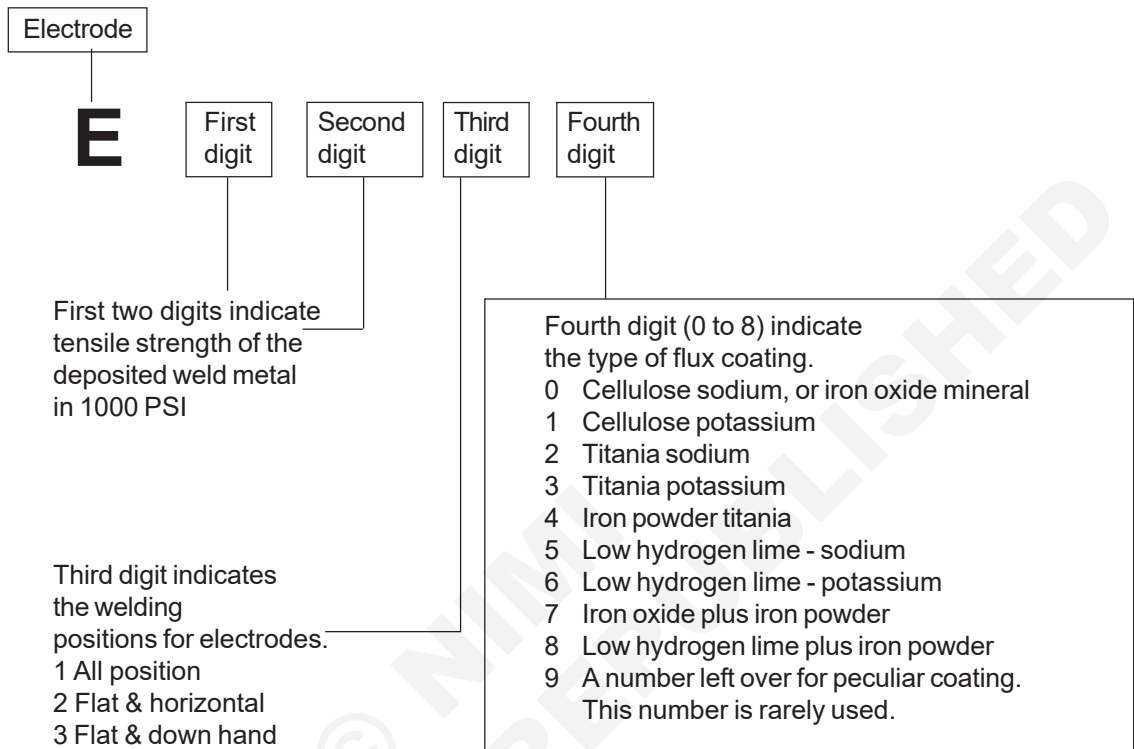 Electrode
E
First
digit
Second
digit
Third
digit
Fourth
digit
First two digits indicate
tensile strength of the
deposited weld metal
in 1000 PSI
Third digit indicates
the welding
positions for electrodes.
1 All position
2 Flat & horizontal
3 Flat & down hand
Fourth digit (0 to 8) indicate
the type of flux coating.
0 Cellulose sodium, or iron oxide mineral
1 Cellulose potassium
2 Titania sodium
3 Titania potassium
4 Iron powder titania
5 Low hydrogen lime - sodium
6 Low hydrogen lime - potassium
7 Iron oxide plus iron powder
8 Low hydrogen lime plus iron powder
9 A number left over for peculiar coating.
This number is rarely used.
© NIMI
REPUBLISHED